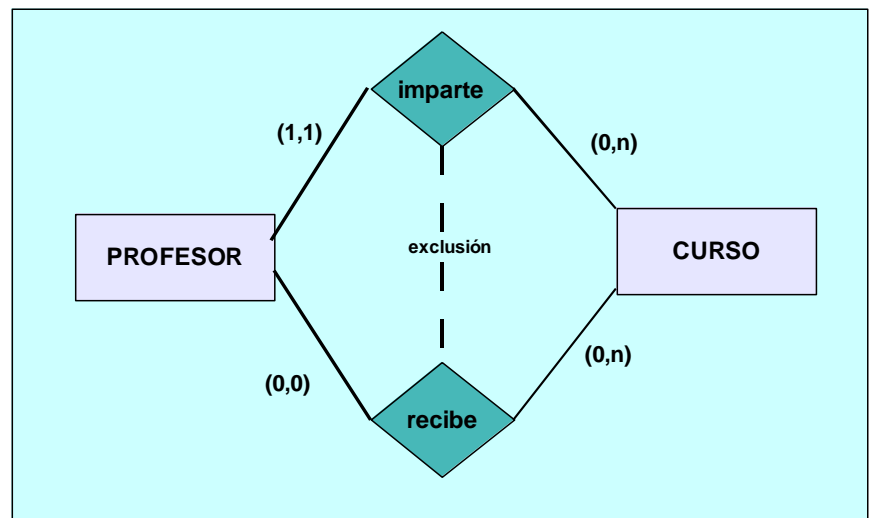 imparte
(1,1)
(0,n)
PROFESOR
exclusión
CURSO
(0,0)
(0,n)
recibe